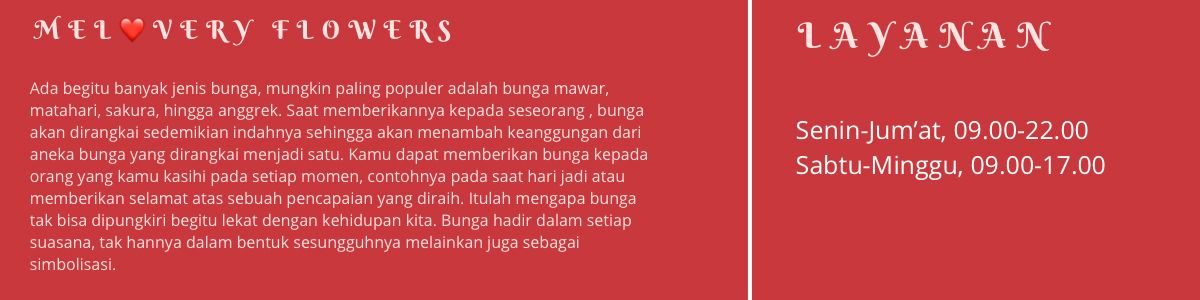 MEL❤️VERY FLOWERS
Ada begitu banyak jenis bunga, mungkin paling populer adalah bunga mawar,
matahari, sakura, hingga anggrek. Saat memberikannya kepada seseorang , bunga
akan dirangkai sedemikian indahnya sehingga akan menambah keanggungan dari
aneka bunga yang dirangkai menjadi satu. Kamu dapat memberikan bunga kepada
orang yang kamu kasihi pada setiap momen, contohnya pada saat hari jadi atau
memberikan selamat atas sebuah pencapaian yang diraih. Itulah mengapa bunga
tak bisa dipungkiri begitu lekat dengan kehidupan kita. Bunga hadir dalam setiap
suasana, tak hannya dalam bentuk sesungguhnya melainkan juga sebagai
simbolisasi.
LAYANAN
Senin-Jum’at, 09.00-22.00
Sabtu-Minggu, 09.00-17.00